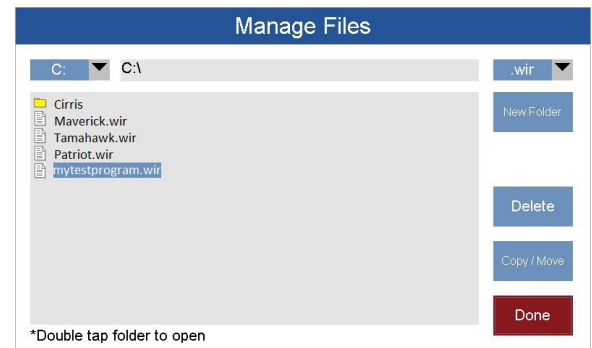 Manage Files
C: C:\ .wir
Cirris
Maverick.wir
Tamahawk.wir
Patriot.wir
mytestprogram.wir
New Folder
Delete
Copy / Move
Done
*Double tap folder to open